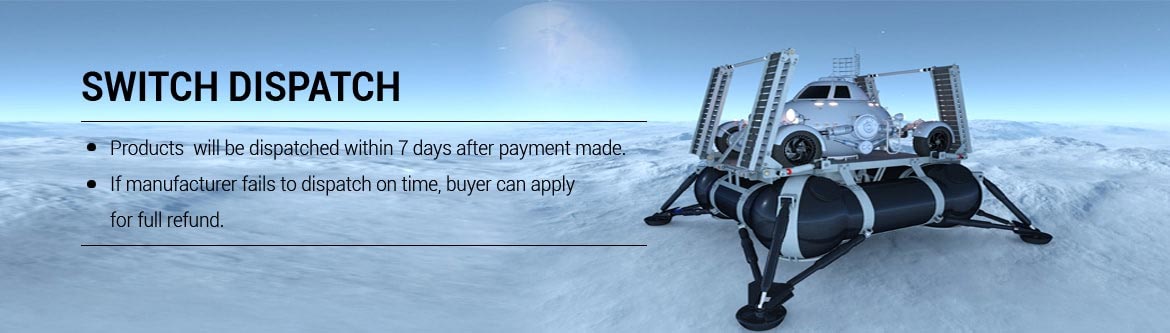 SWITCH DISPATCH
Products will be dispatched within 7 days after payment made.
If manufacturer fails to dispatch on time, buyer can apply
for full refund.